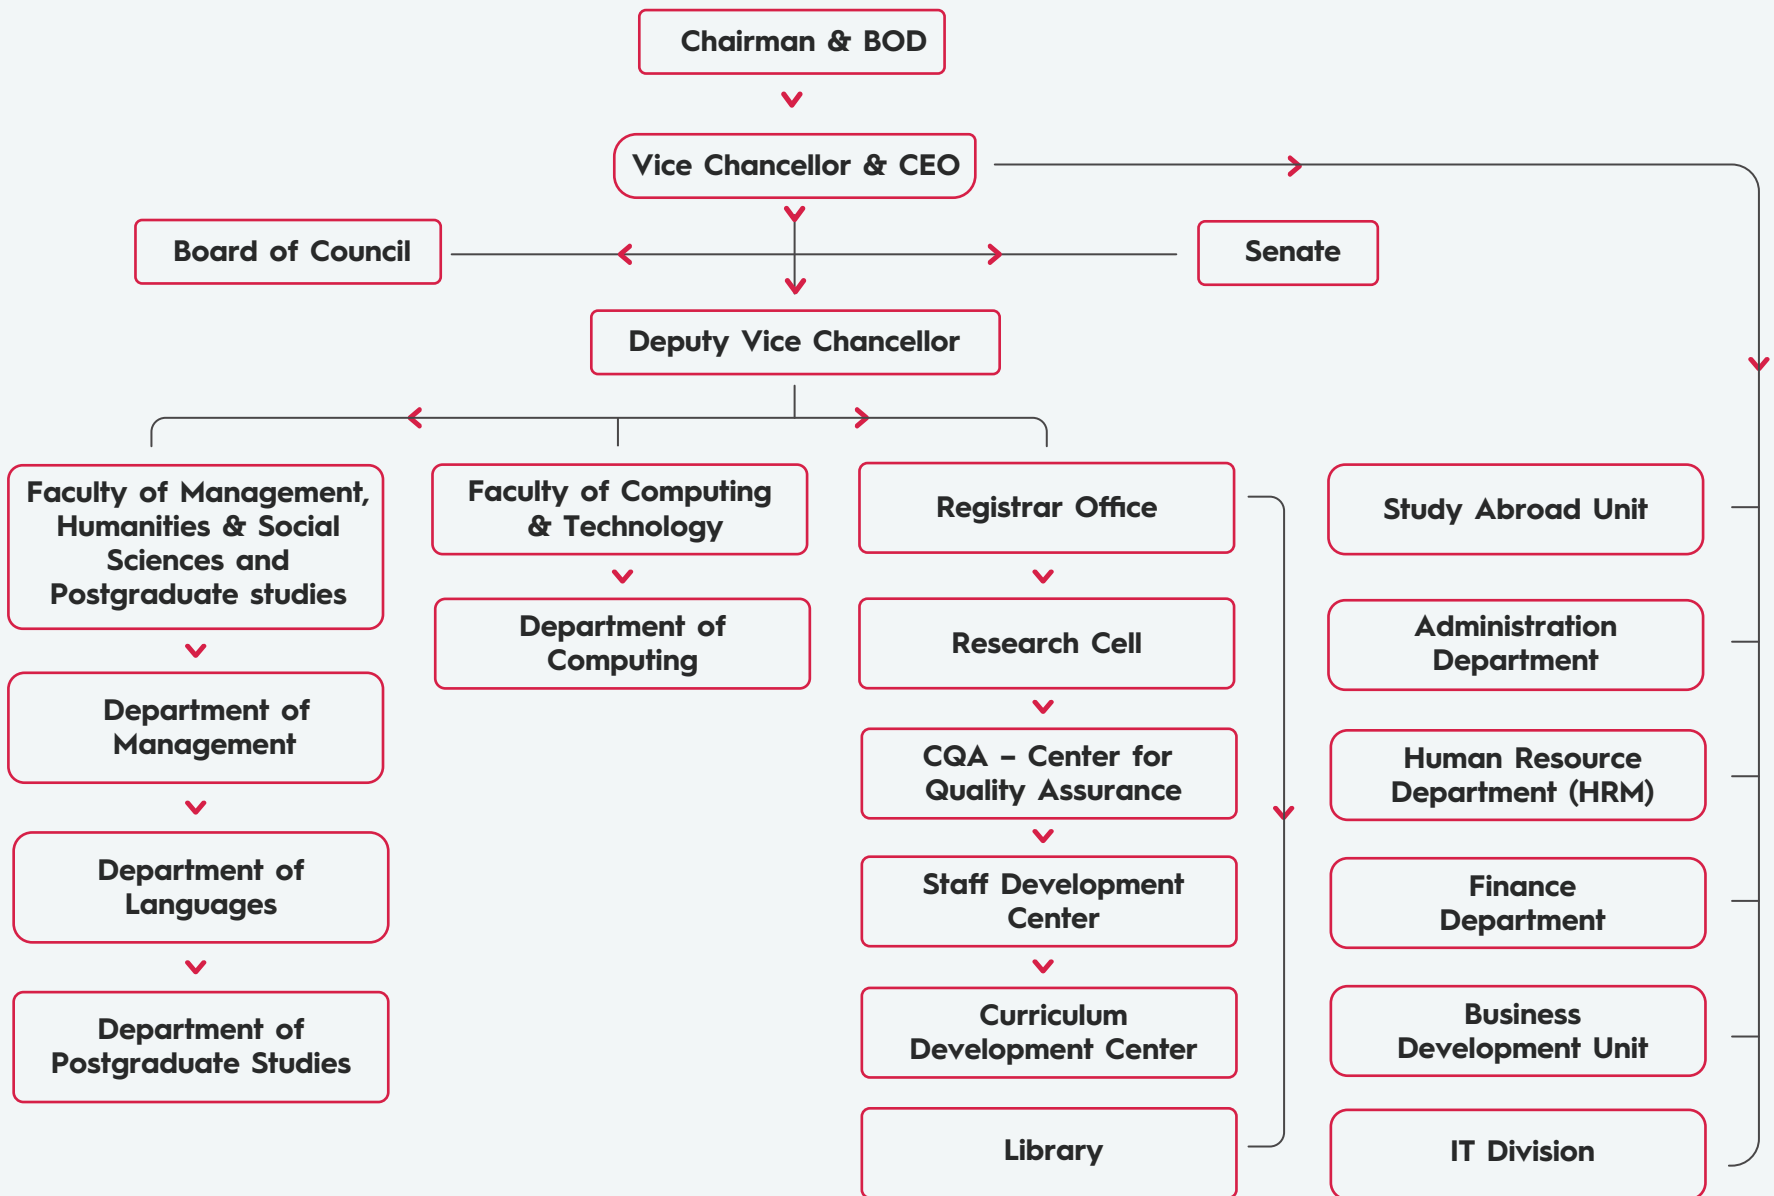 Chairman & BOD
Vice Chancellor & CEO
Board of Council
Senate
Deputy Vice Chancellor
Faculty of Management,
Humanities & Social
Sciences and
Postgraduate studies
Department of
Management
Department of
Languages
Department of
Postgraduate Studies
Faculty of Computing
& Technology
Department of
Computing
Registrar Office
Research Cell
CQA – Center for
Quality Assurance
Staff Development
Center
Curriculum
Development Center
Library
Study Abroad Unit
Administration
Department
Human Resource
Department (HRM)
Finance
Department
Business
Development Unit
IT Division